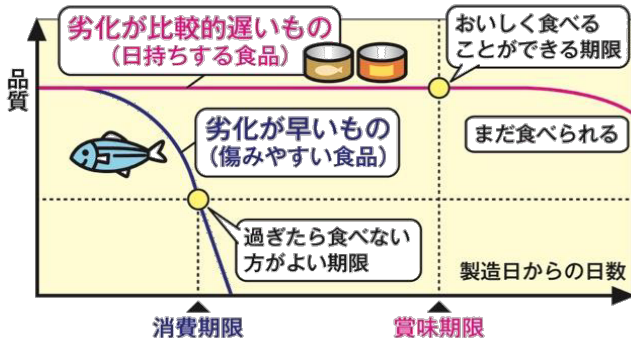 劣化が比較的遅いもの
（日持ちする食品）
おいしく食べる
ことができる期限
品質
劣化が早いもの
（傷みやすい食品）
まだ食べられる
過ぎたら食べない
方がよい期限
製造日からの日数
消費期限
賞味期限